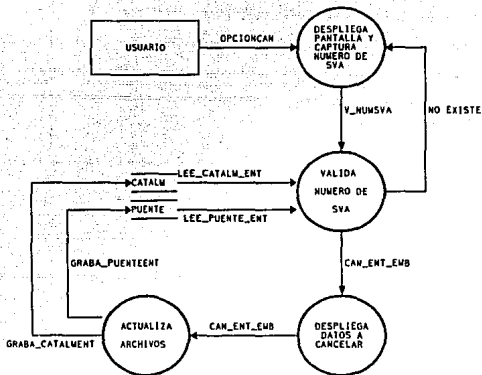 DESPLIEGA
PANTALLA Y
CAPTURA
NUMERO DE
SVA
USUARIO
OPCIONCAN
V_NUMSVA
NO EXISTE
LEE_CATALM_ENT
CATALM
VALIDA
NUMERO DE
SVA
PUENTE
LEE_PUENTE_ENT
GRABA_PUENTEENT
CAN_ENT_EMB
ACTUALIZA
ARCHIVOS
CAN_ENT_EMB
DESPLIEGA
DATOS A
CANCELAR
GRABA_CATALMENT